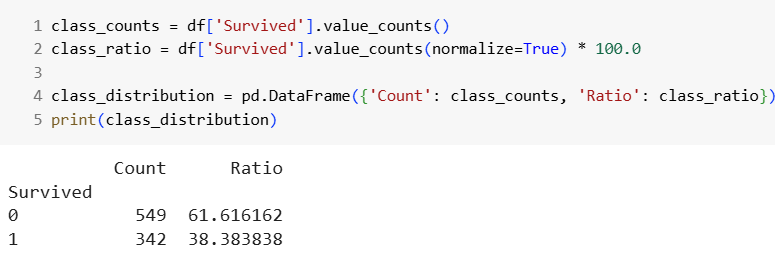 1 class_counts = df['Survived'].value_counts()
2 class_ratio = df['Survived'].value_counts(normalize=True) * 100.0
3
4 class_distribution = pd.DataFrame({'Count': class_counts, 'Ratio': class_ratio})
5 print(class_distribution)
Count Ratio
Survived
0 549 61.616162
1 342 38.383838